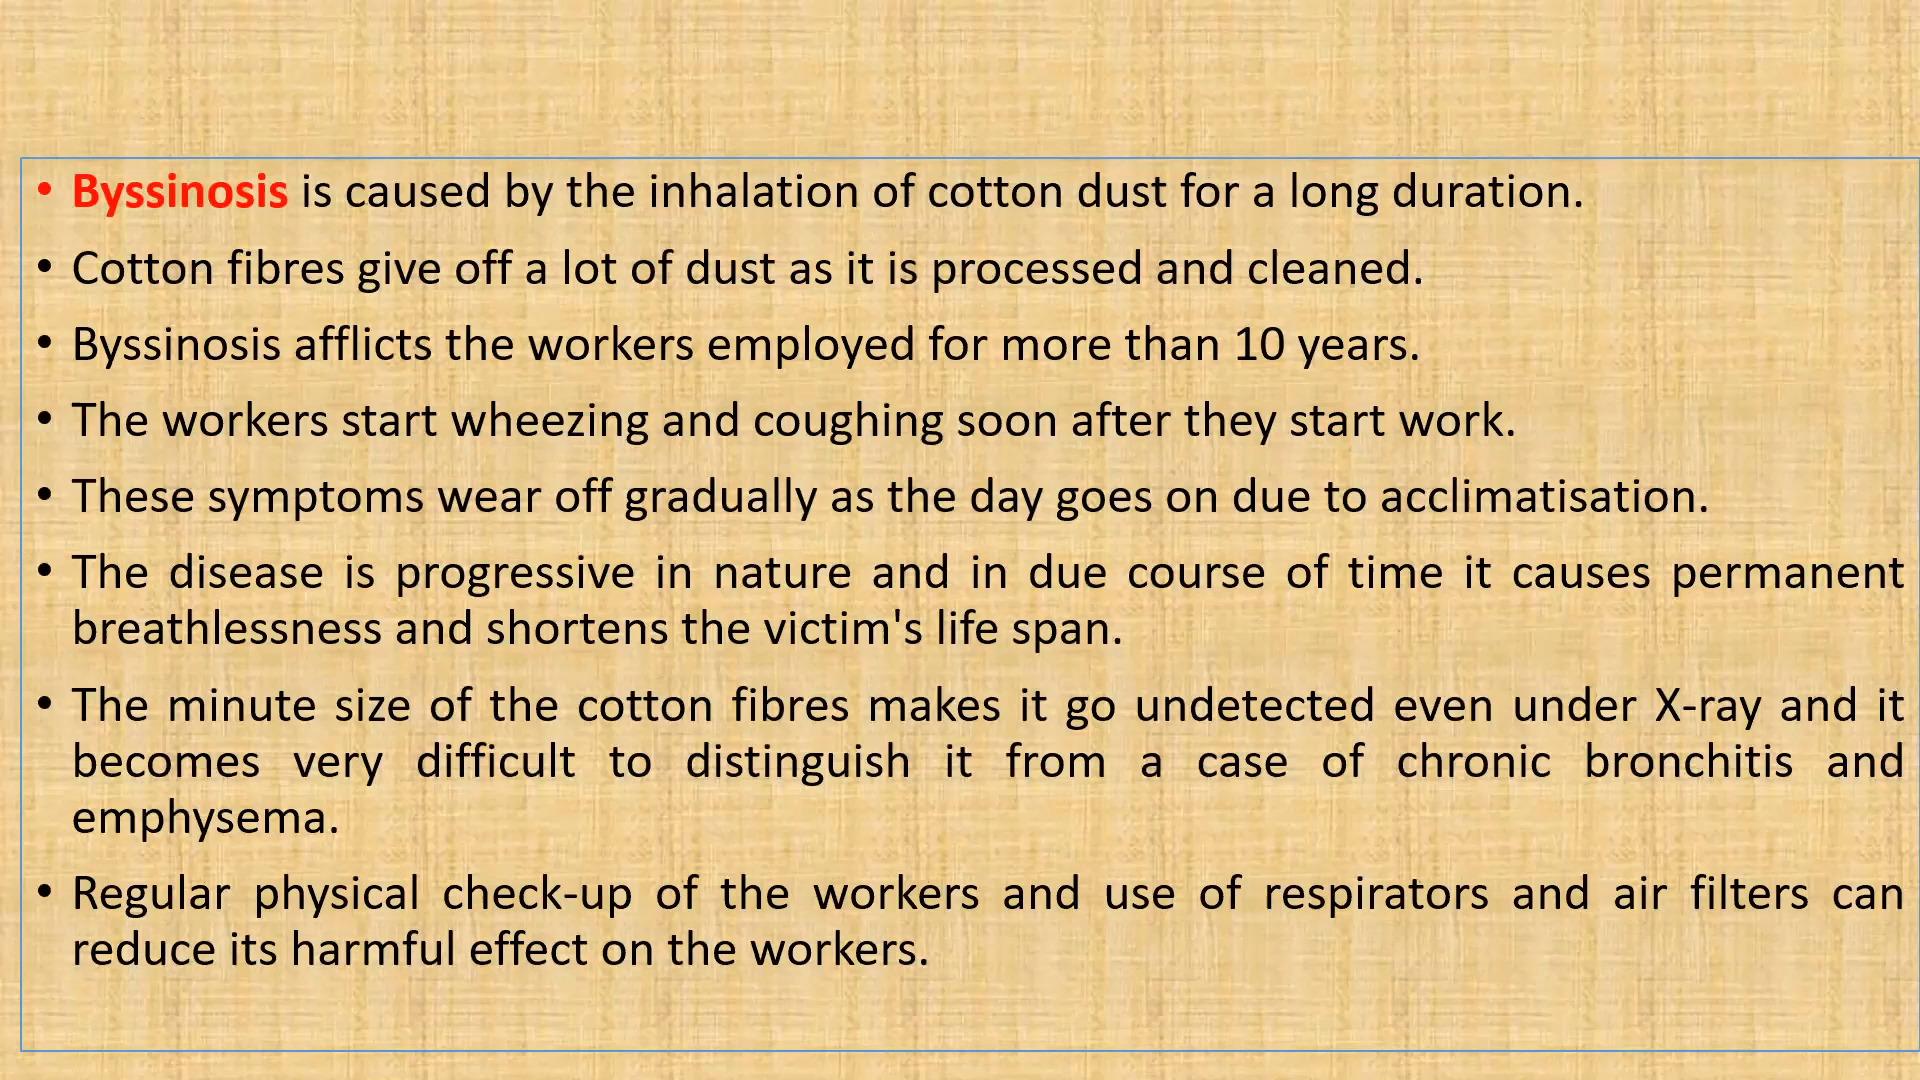 • Byssinosis is caused by the inhalation of cotton dust for a long duration.
• Cotton fibres give off a lot of dust as it is processed and cleaned.
• Byssinosis afflicts the workers employed for more than 10 years.
• The workers start wheezing and coughing soon after they start work.
• These symptoms wear off gradually as the day goes on due to acclimatisation.
• The disease is progressive in nature and in due course of time it causes permanent
breathlessness and shortens the victim's life span.
• The minute size of the cotton fibres makes it go undetected even under X-ray and it
becomes very difficult to distinguish it from a case of chronic bronchitis and
emphysema.
• Regular physical check-up of the workers and use of respirators and air filters can
reduce its harmful effect on the workers.